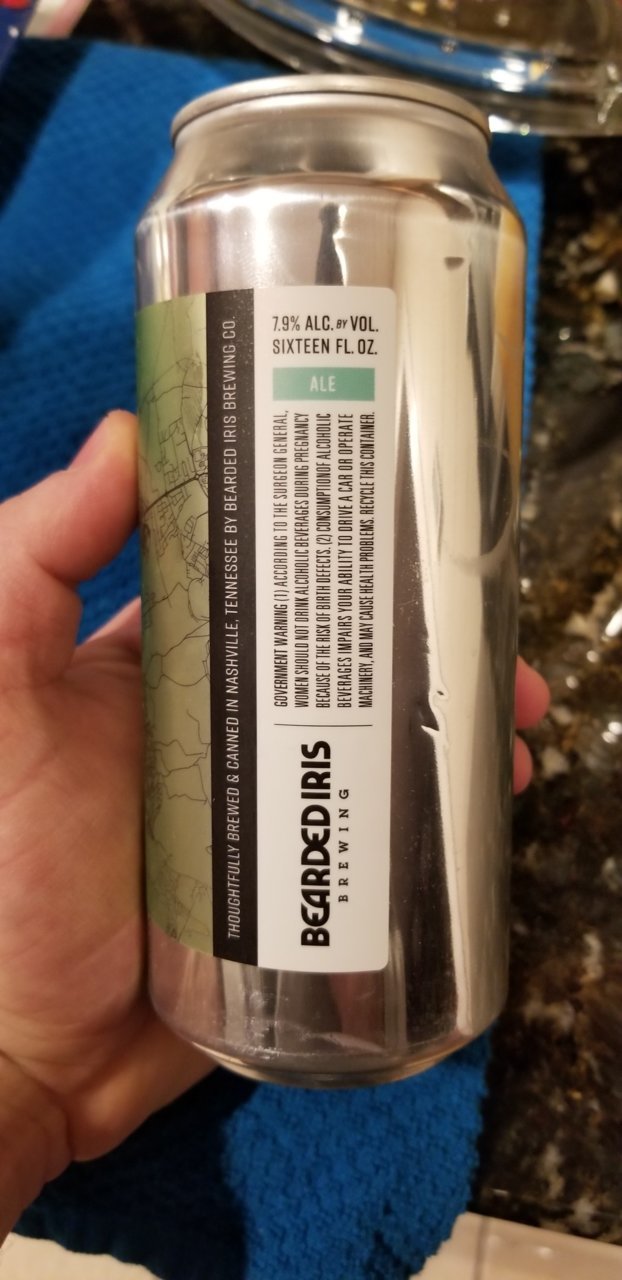 THOUGHTFULLY BREWED & CANNED IN NASHVILLE, TENNESSEE BY BEARDED IRIS BREWING CO.
7.9% ALC. BY VOL.
SIXTEEN FL. OZ.
ALE
GOVERNMENT WARNING (1) ACCORDING TO THE SURGEON GENERAL,
WOMEN SHOULD NOT DRINK ALCOHOLIC BEVERAGES DURING PREGNANCY
BECAUSE OF THE RISK OF BIRTH DEFECTS. (2) CONSUMPTION OF ALCOHOLIC
BEVERAGES IMPAIRS YOUR ABILITY TO DRIVE A CAR OR OPERATE
MACHINERY, AND MAY CAUSE HEALTH PROBLEMS. RECYCLE THIS CONTAINER.
BEARDED IRIS
BREWING